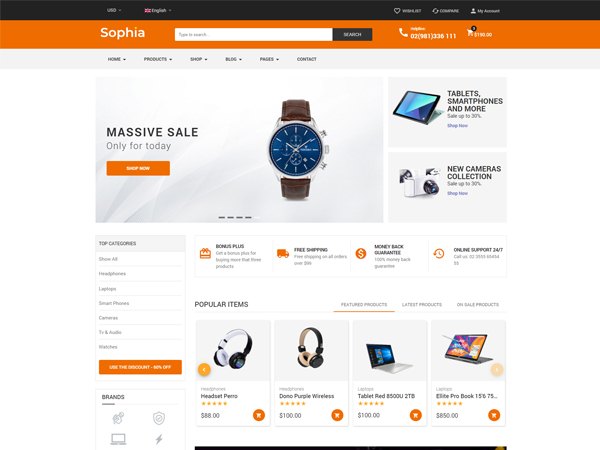 USD
English
WISHLIST
COMPARE
My Account
Sophia
Type to search...
SEARCH
Helpline:
02(981)336 111
0
$190.00
HOME
PRODUCTS
SHOP
BLOG
PAGES
CONTACT
MASSIVE SALE
Only for today
SHOP NOW
TABLETS,
SMARTPHONES
AND MORE
Sale up to 30%.
Shop Now
NEW CAMERAS
COLLECTION
Sale up to 30%.
Shop Now
TOP CATEGORIES
Show All
Headphones
Laptops
Smart Phones
Cameras
Tv & Audio
Watches
USE THE DISCOUNT - 68% OFF
BRANDS
BONUS PLUS
Get a bonus plus for
buying more that three
products
FREE SHIPPING
Free shipping on all orders
over $99
MONEY BACK
GUARANTEE
100% money back
guarantee
ONLINE SUPPORT 24/7
Call us: 02 3555 65454
55
POPULAR ITEMS
FEATURED PRODUCTS
LATEST PRODUCTS
ON SALE PRODUCTS
Headphones
Headset Perro
$88.00
Headphones
Dono Purple Wireless
$100.00
Laptops
Tablet Red 8500U 2TB
$100.00
Laptops
Ellite Pro Book 15'6 75...
$850.00